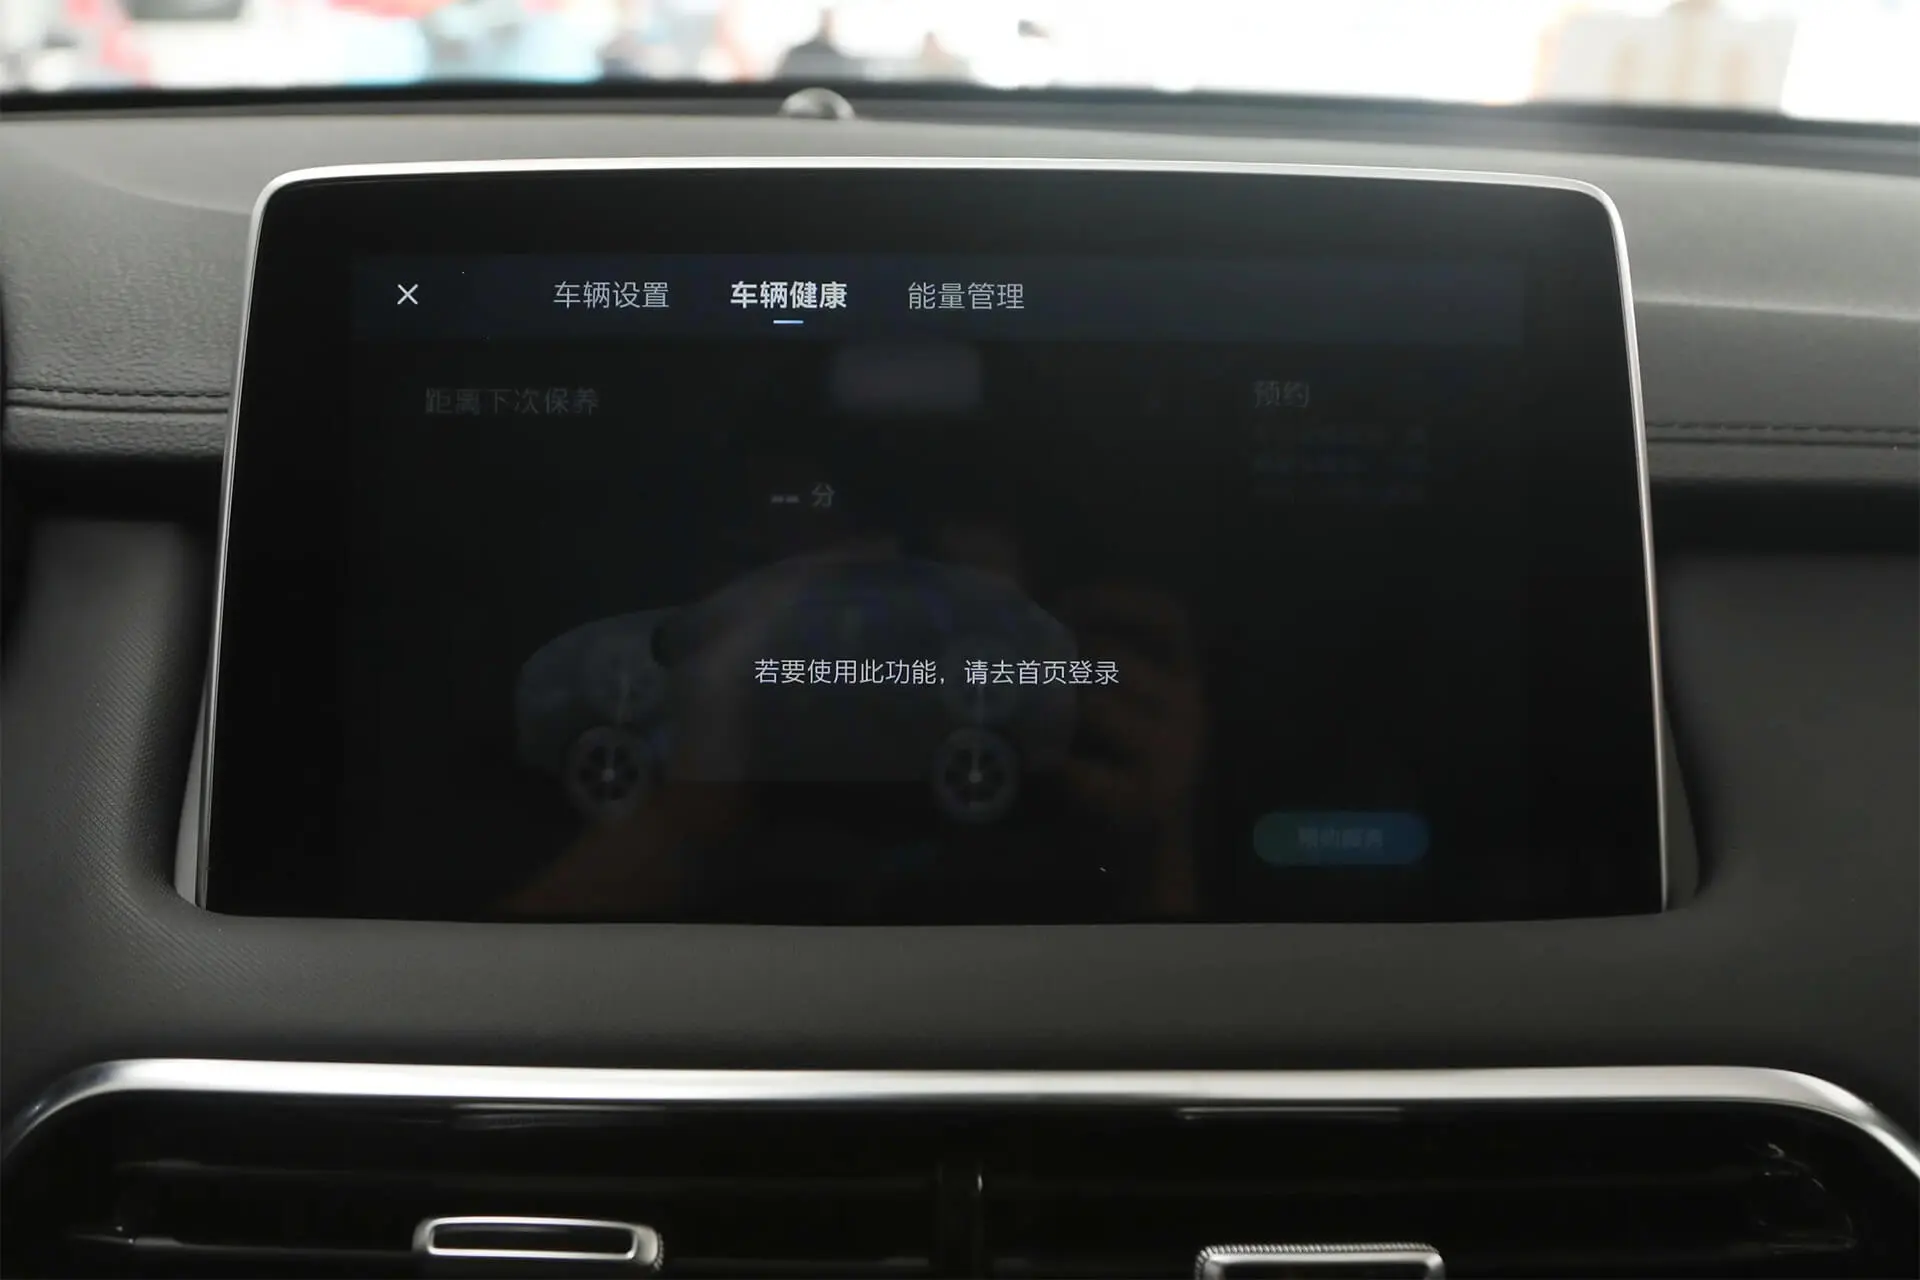 车辆设置 车辆健康 能量管理
距离下次保养
预约
-- 分
若要使用此功能，请去首页登录